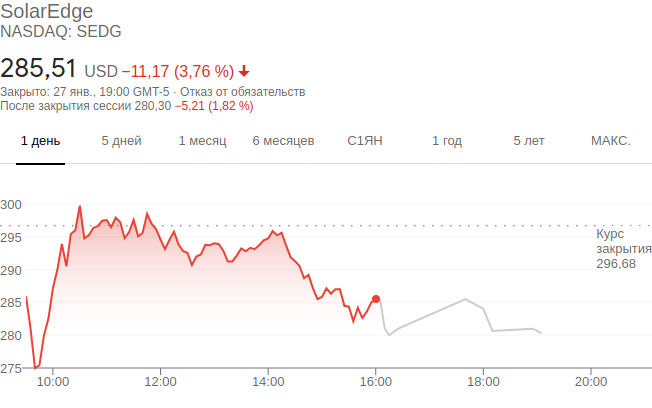 SolarEdge
NASDAQ: SEDG
285,51 USD −11,17 (3,76 %)
Закрыто: 27 янв., 19:00 GMT-5 · Отказ от обязательств
После закрытия сессии 280,30 −5,21 (1,82 %)
1 день 5 дней 1 месяц 6 месяцев С1ЯН 1 год 5 лет МАКС.
300
295
290
285
280
275
Курс
закрытия
296,68
10:00 12:00 14:00 16:00 18:00 20:00